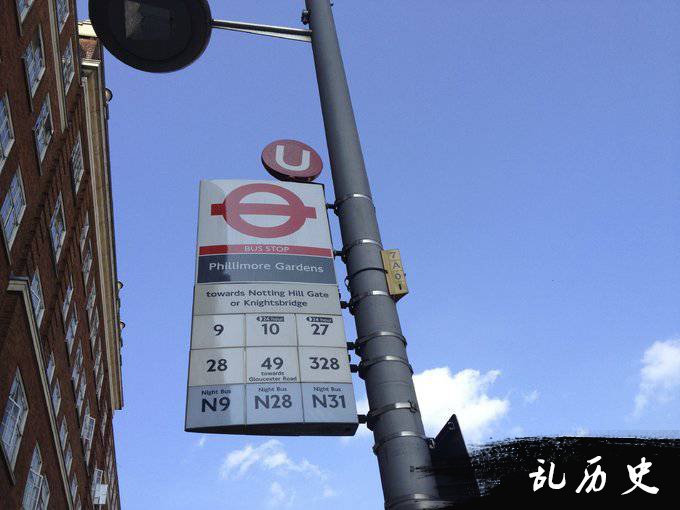 U
BUS STOP
Phillimore Gardens
towards Notting Hill Gate
or Knightsbridge
9
24 hour
10
24 hour
27
28
49
towards
Gloucester Road
328
Night Bus
N9
Night Bus
N28
Night Bus
N31
7A01
乱历史